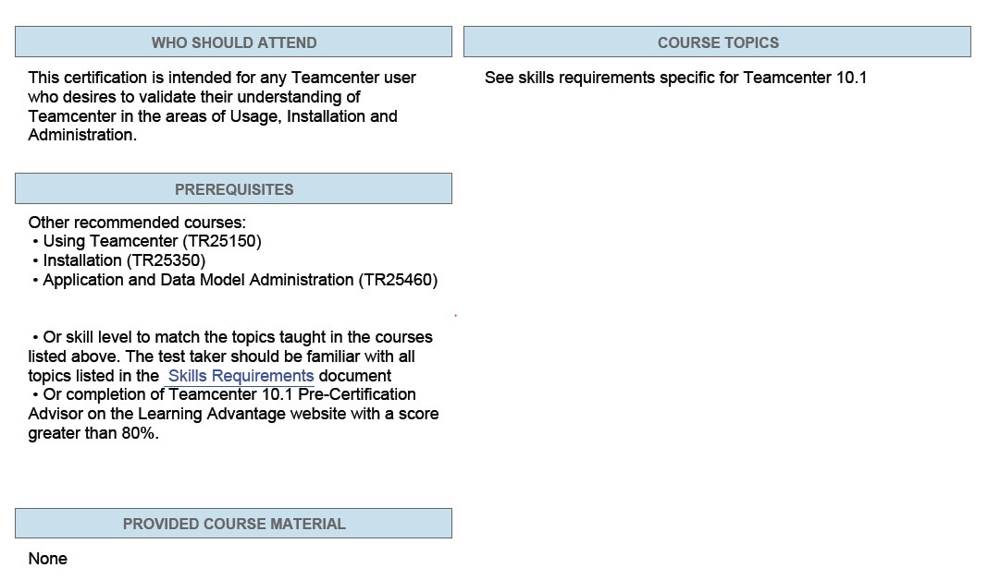 WHO SHOULD ATTEND
This certification is intended for any Teamcenter user
who desires to validate their understanding of
Teamcenter in the areas of Usage, Installation and
Administration.
PREREQUISITES
Other recommended courses:
• Using Teamcenter (TR25150)
• Installation (TR25350)
• Application and Data Model Administration (TR25460)
• Or skill level to match the topics taught in the courses
listed above. The test taker should be familiar with all
topics listed in the Skills Requirements document
• Or completion of Teamcenter 10.1 Pre-Certification
Advisor on the Learning Advantage website with a score
greater than 80%.
PROVIDED COURSE MATERIAL
None
COURSE TOPICS
See skills requirements specific for Teamcenter 10.1